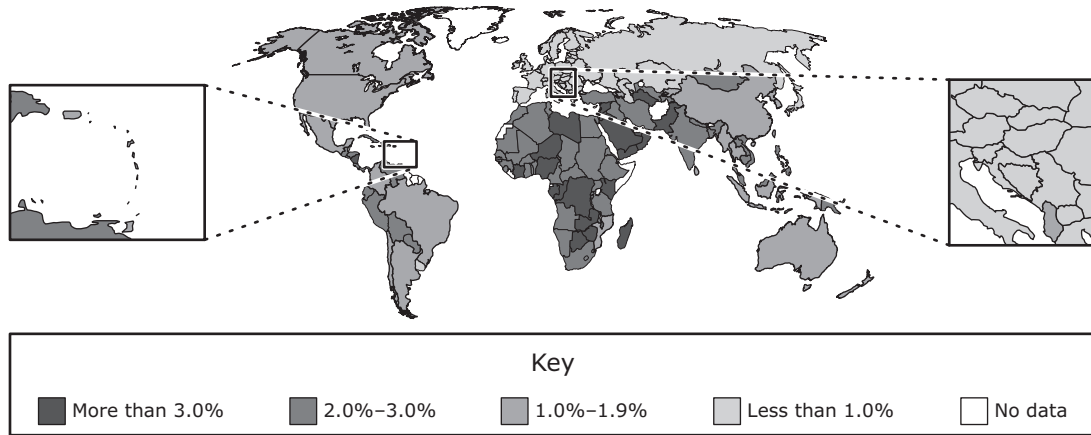 Key
More than 3.0%
2.0%–3.0%
1.0%–1.9%
Less than 1.0%
No data